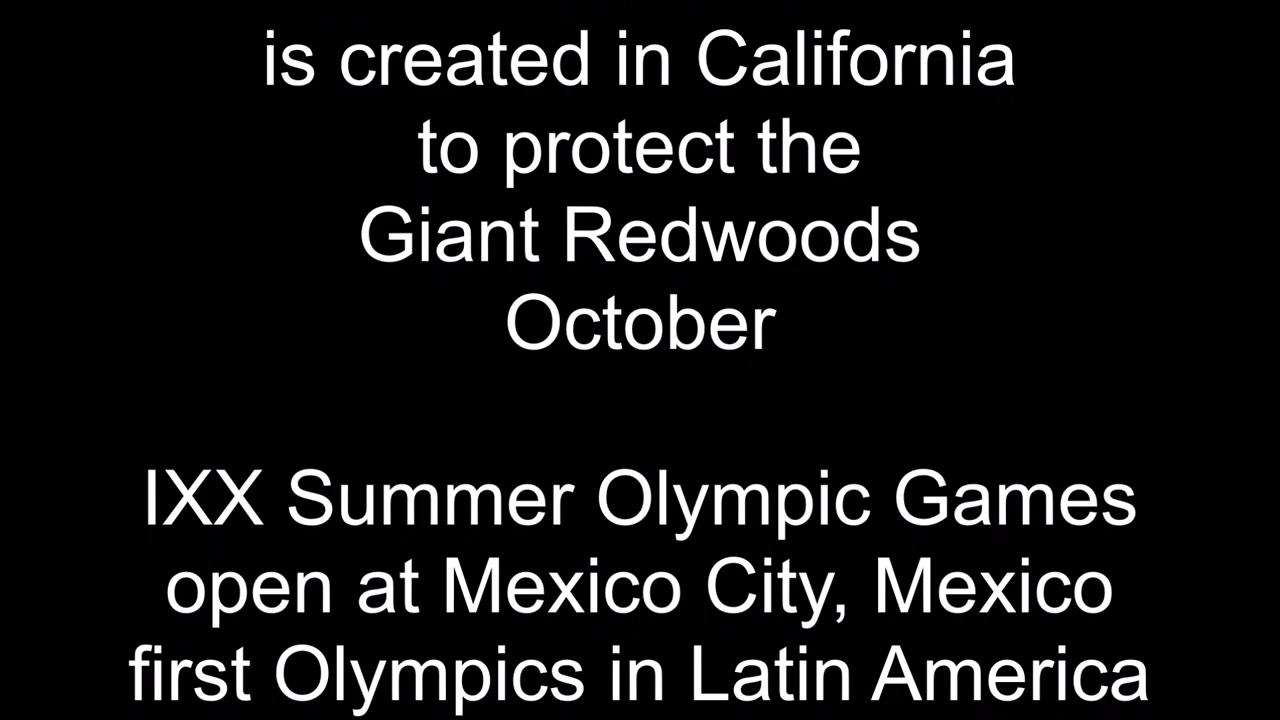 is created in California
to protect the
Giant Redwoods
October
IXX Summer Olympic Games
open at Mexico City, Mexico
first Olympics in Latin America